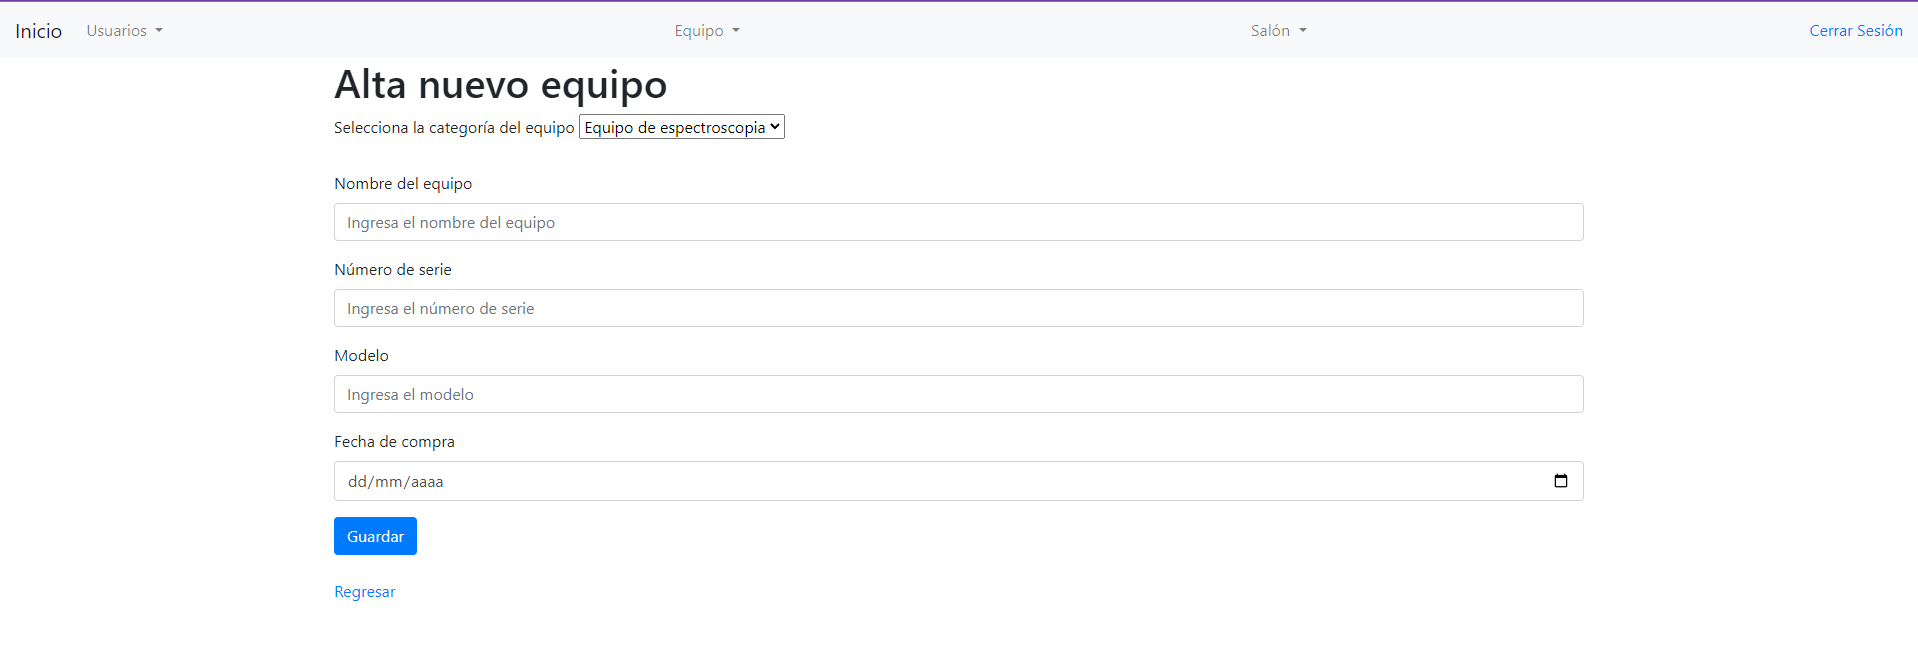 Inicio Usuarios Equipo Salón Cerrar Sesión
Alta nuevo equipo
Selecciona la categoría del equipo Equipo de espectroscopia
Nombre del equipo
Ingresa el nombre del equipo
Número de serie
Ingresa el número de serie
Modelo
Ingresa el modelo
Fecha de compra
dd/mm/aaaa
Guardar
Regresar